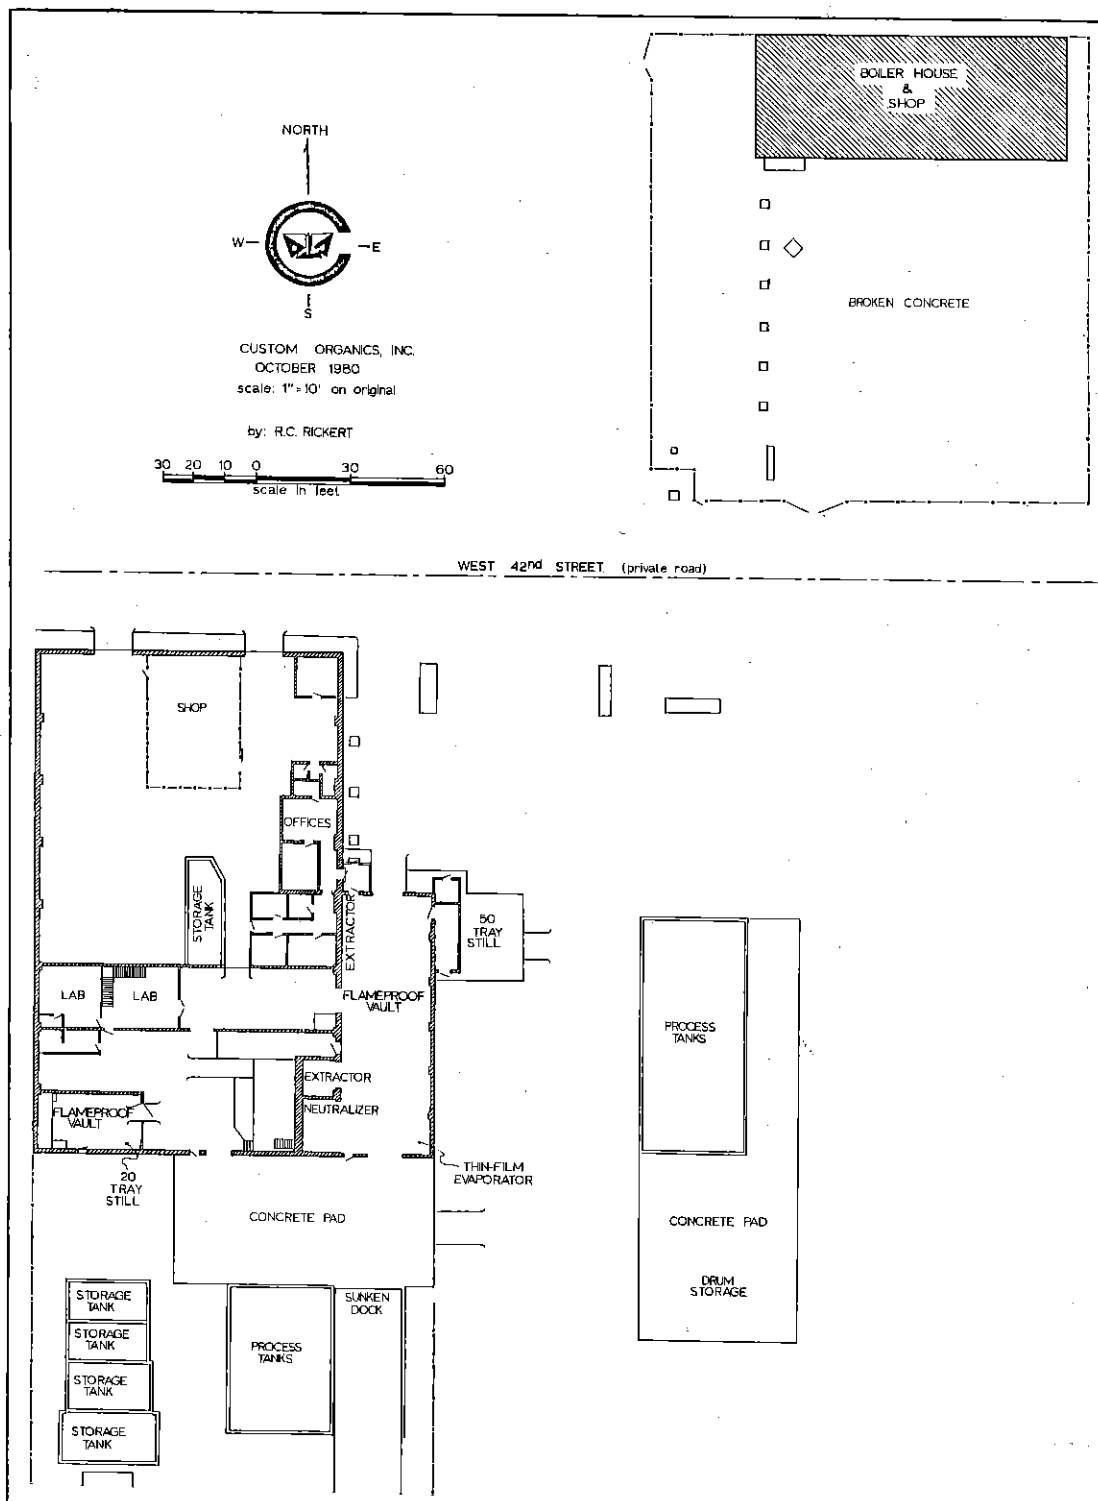 BOILER HOUSE
&
SHOP
NORTH
W
E
S
BROKEN CONCRETE
CUSTOM ORGANICS, INC.
OCTOBER 1980
scale: 1"=10' on original
by: R.C. RICKERT
30 20 10 0 30 60
scale in feet
WEST 42nd STREET (private road)
SHOP
OFFICES
STORAGE
TANK
EXTRACTOR
50
TRAY
STILL
LAB
LAB
FLAMEPROOF
VAULT
PROCESS
TANKS
EXTRACTOR
NEUTRALIZER
FLAMEPROOF
VAULT
20
TRAY
STILL
THIN-FILM
EVAPORATOR
CONCRETE PAD
CONCRETE PAD
DRUM
STORAGE
STORAGE
TANK
STORAGE
TANK
STORAGE
TANK
STORAGE
TANK
PROCESS
TANKS
SUNKEN
DOCK